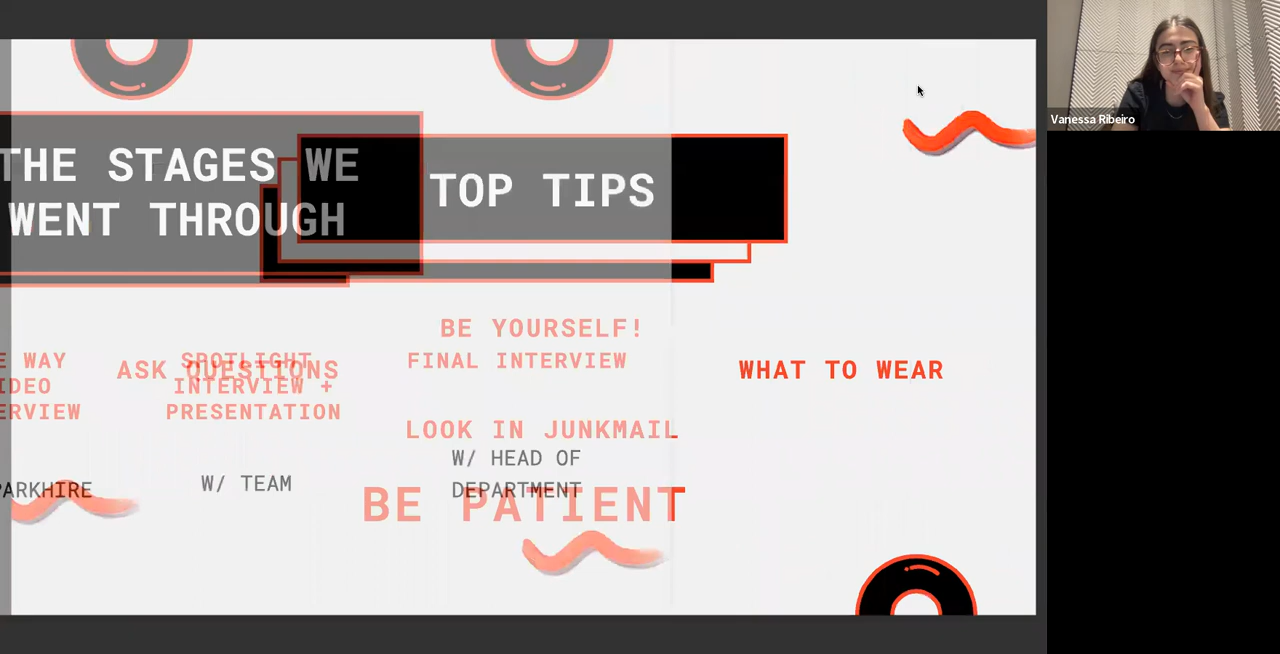 THE STAGES WE
WENT THROUGH
TOP TIPS
BE YOURSELF!
E WAY
IDEO
ERVIEW
SPOTLIGHT
INTERVIEW +
PRESENTATION
ASK QUESTIONS
FINAL INTERVIEW
WHAT TO WEAR
LOOK IN JUNKMAIL
W/ HEAD OF
DEPARTMENT
PARKHIRE
W/ TEAM
BE PATIENT
Vanessa Ribeiro